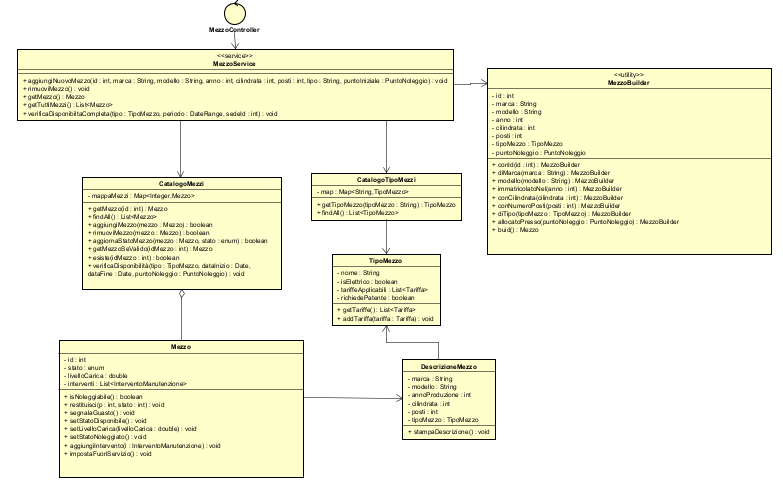 MezzoController
<<service>>
MezzoService
+ aggiungiNuovoMezzo(id : int, marca : String, modello : String, anno : int, cilindrata : int, posti : int, tipo : String, puntoIniziale : PuntoNoleggio) : void
+ rimuoviMezzo() : void
+ getMezzo() : Mezzo
+ getTuttiMezzi() : List<Mezzo>
+ verificaDisponibilitaCompleta(tipo : TipoMezzo, periodo : DateRange, sedeId : int) : void
<<utility>>
MezzoBuilder
- id : int
- marca : String
- modello : String
- anno : int
- cilindrata : int
- posti : int
- tipoMezzo : TipoMezzo
- puntoNoleggio : PuntoNoleggio
+ conId(id : int) : MezzoBuilder
+ diMarca(marca : String) : MezzoBuilder
+ modello(modello : String) : MezzoBuilder
+ immatricolatoNel(anno : int) : MezzoBuilder
+ conCilindrata(cilindrata : int) : MezzoBuilder
+ conNumeroPosti(posti : int) : MezzoBuilder
+ diTipo(tipoMezzo : TipoMezzo) : MezzoBuilder
+ allocatoPresso(puntoNoleggio : PuntoNoleggio) : MezzoBuilder
+ buid() : Mezzo
CatalogoMezzi
- mappaMezzi : Map<Integer,Mezzo>
+ getMezzo(id : int) : Mezzo
+ findAll() : List<Mezzo>
+ aggiungiMezzo(mezzo : Mezzo) : boolean
+ rimuoviMezzo(mezzo : Mezzo) : boolean
+ aggiornaStatoMezzo(mezzo : Mezzo, stato : enum) : boolean
+ getMezzoSeValido(idMezzo : int) : Mezzo
+ esiste(idMezzo : int) : boolean
+ verificaDisponibilità(tipo : TipoMezzo, dataInizio : Date,
dataFine : Date, puntoNoleggio : PuntoNoleggio) : void
CatalogoTipoMezzi
- map : Map<String,TipoMezzo>
+ getTipoMezzo(tipoMezzo : String) : TipoMezzo
+ findAll() : List<TipoMezzo>
TipoMezzo
- nome : String
- isElettrico : boolean
- tariffeApplicabili : List<Tariffa>
- richiedePatente : boolean
+ getTariffe() : List<Tariffa>
+ addTariffa(tariffa : Tariffa) : void
Mezzo
- id : int
- stato : enum
- livelloCarica : double
- interventi : List<InterventoManutenzione>
+ isNoleggiabile() : boolean
+ restituisci(p : int, stato : int) : void
+ segnalaGuasto() : void
+ setStatoDisponibile() : void
+ setLivelloCarica(livelloCarica : double) : void
+ setStatoNoleggiato() : void
+ aggiungiIntervento(i : InterventoManutenzione) : void
+ impostaFuoriServizio() : void
DescrizioneMezzo
- marca : String
- modello : String
- annoProduzione : int
- cilindrata : int
- posti : int
- tipoMezzo : TipoMezzo
+ stampaDescrizione() : void